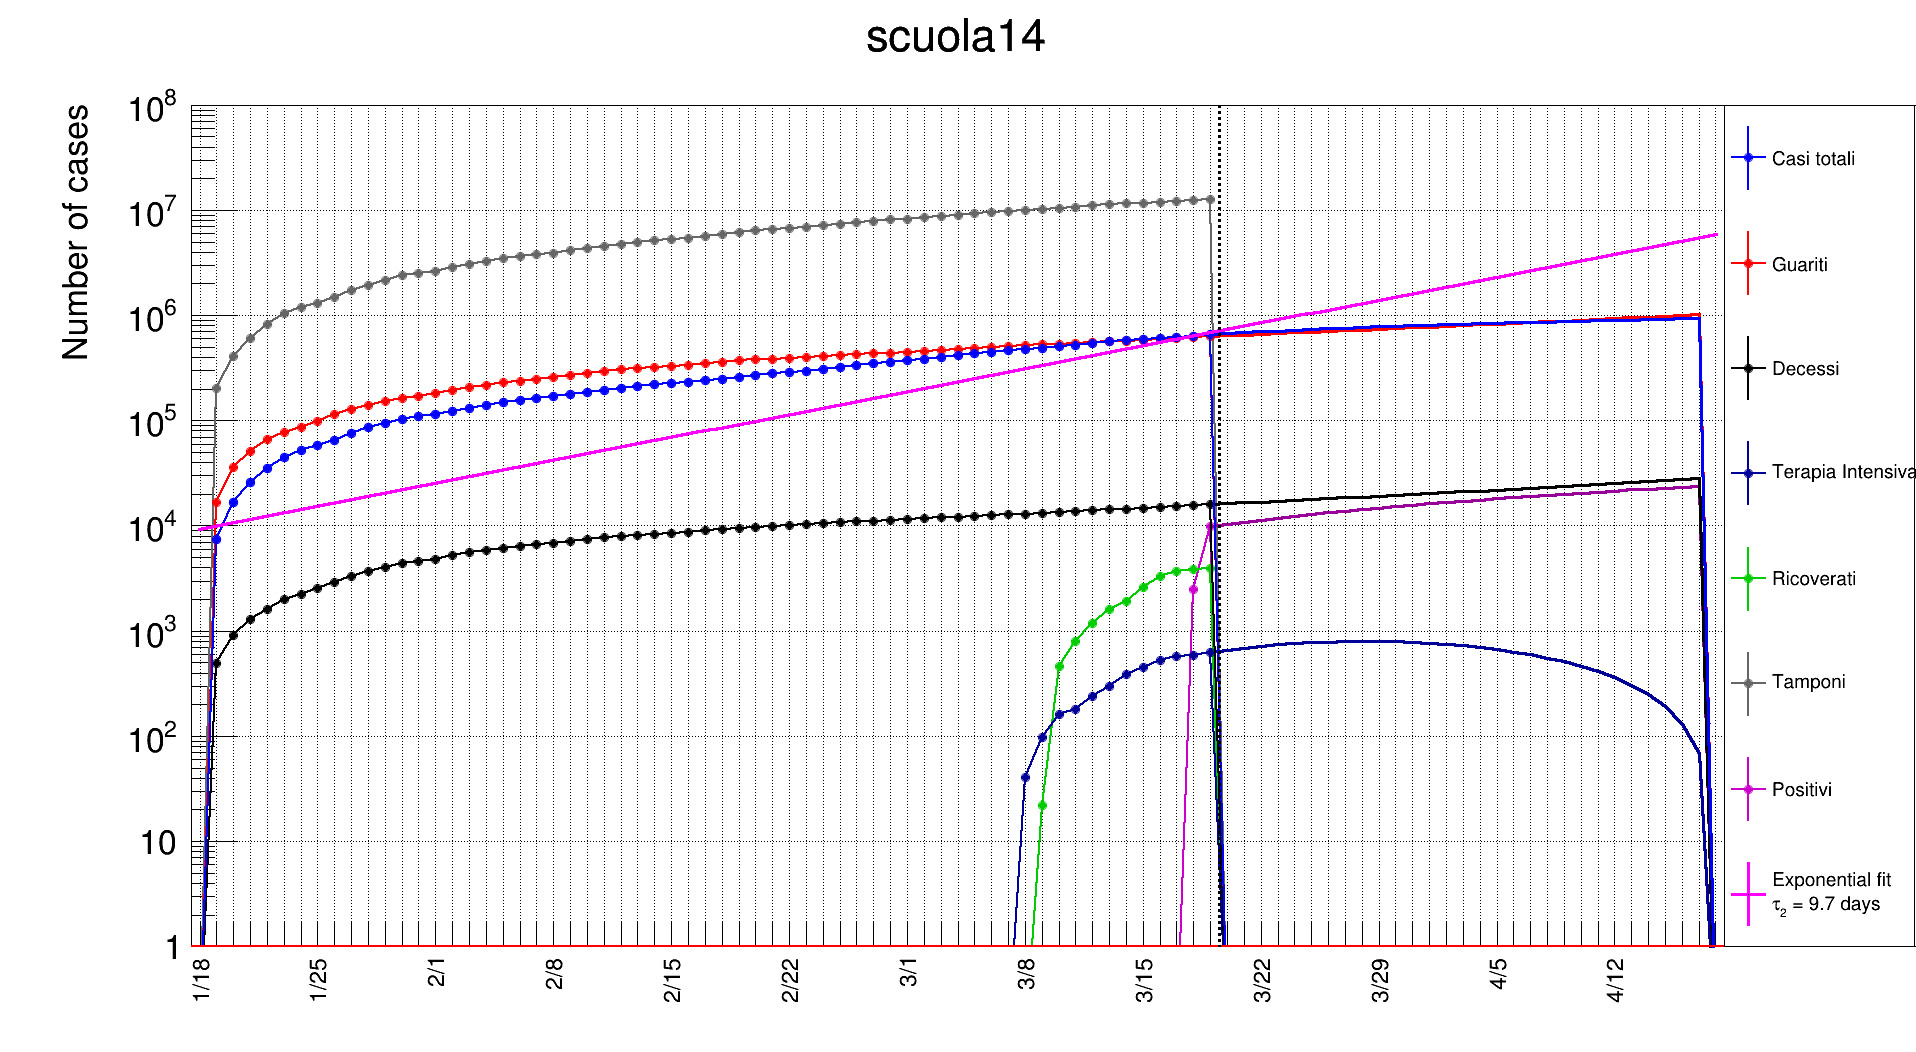 scuola14
Number of cases
10^8
10^7
10^6
10^5
10^4
10^3
10^2
10
1
1/18
1/25
2/1
2/8
2/15
2/22
3/1
3/8
3/15
3/22
3/29
4/5
4/12
Casi totali
Guariti
Decessi
Terapia Intensiva
Ricoverati
Tamponi
Positivi
Exponential fit
τ₂ = 9.7 days